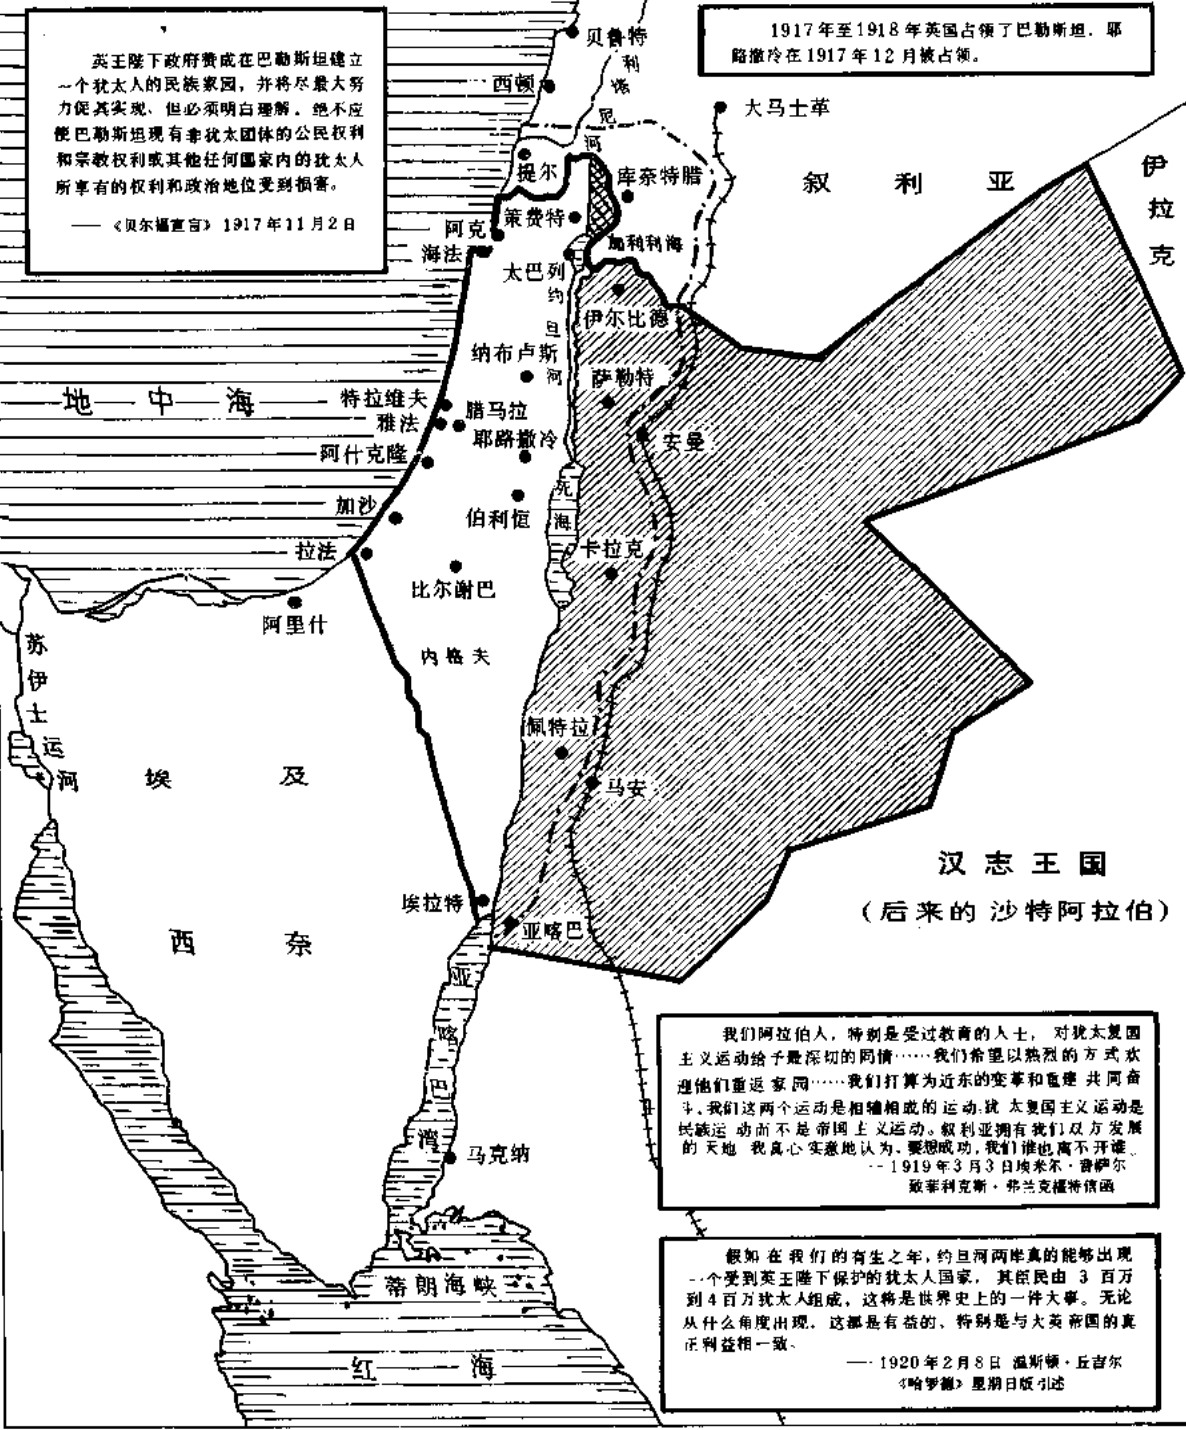 英王陛下政府赞成在巴勒斯坦建立
一个犹太人的民族家园，并将尽最大努
力促其实现。但必须明白理解，绝不应
使巴勒斯坦现有非犹太团体的公民权利
和宗教权利或其他任何国家内的犹太人
所享有的权利和政治地位受到损害。
——《贝尔福宣言》1917年11月2日
1917年至1918年英国占领了巴勒斯坦。耶
路撒冷在1917年12月被占领。
贝鲁特
西顿
利塔尼河
大马士革
提尔
库奈特腊
叙利亚
伊拉克
阿克
策费特
海法
加利利海
太巴列
约旦河
伊尔比德
纳布卢斯
萨勒特
地中海
特拉维夫
腊马拉
雅法
耶路撒冷
安曼
阿什克隆
死海
加沙
伯利恒
拉法
卡拉克
比尔谢巴
阿里什
内格夫
苏伊士运河
佩特拉
埃及
马安
汉志王国
（后来的沙特阿拉伯）
埃拉特
亚喀巴
西奈
亚喀巴湾
马克纳
蒂朗海峡
红海
我们阿拉伯人，特别是受过教育的人士，对犹太复国
主义运动给予最深切的同情……我们希望以热烈的方式欢
迎他们重返家园……我们打算为近东的变革和重建共同奋
斗。我们这两个运动是相辅相成的运动。犹太复国主义运动是
民族运动而不是帝国主义运动。叙利亚拥有我们双方发展
的天地 我真心实意地认为，要想成功，我们谁也离不开谁。
——1919年3月3日埃米尔·费萨尔
致菲利克斯·弗兰克福特信函
假如在我们的有生之年，约旦河两岸真的能够出现
一个受到英王陛下保护的犹太人国家，其臣民由3百万
到4百万犹太人组成，这将是世界史上的一件大事。无论
从什么角度出现，这都是有益的，特别是与大英帝国的真
正利益相一致。
——1920年2月8日 温斯顿·丘吉尔
《哈罗德》星期日版引述